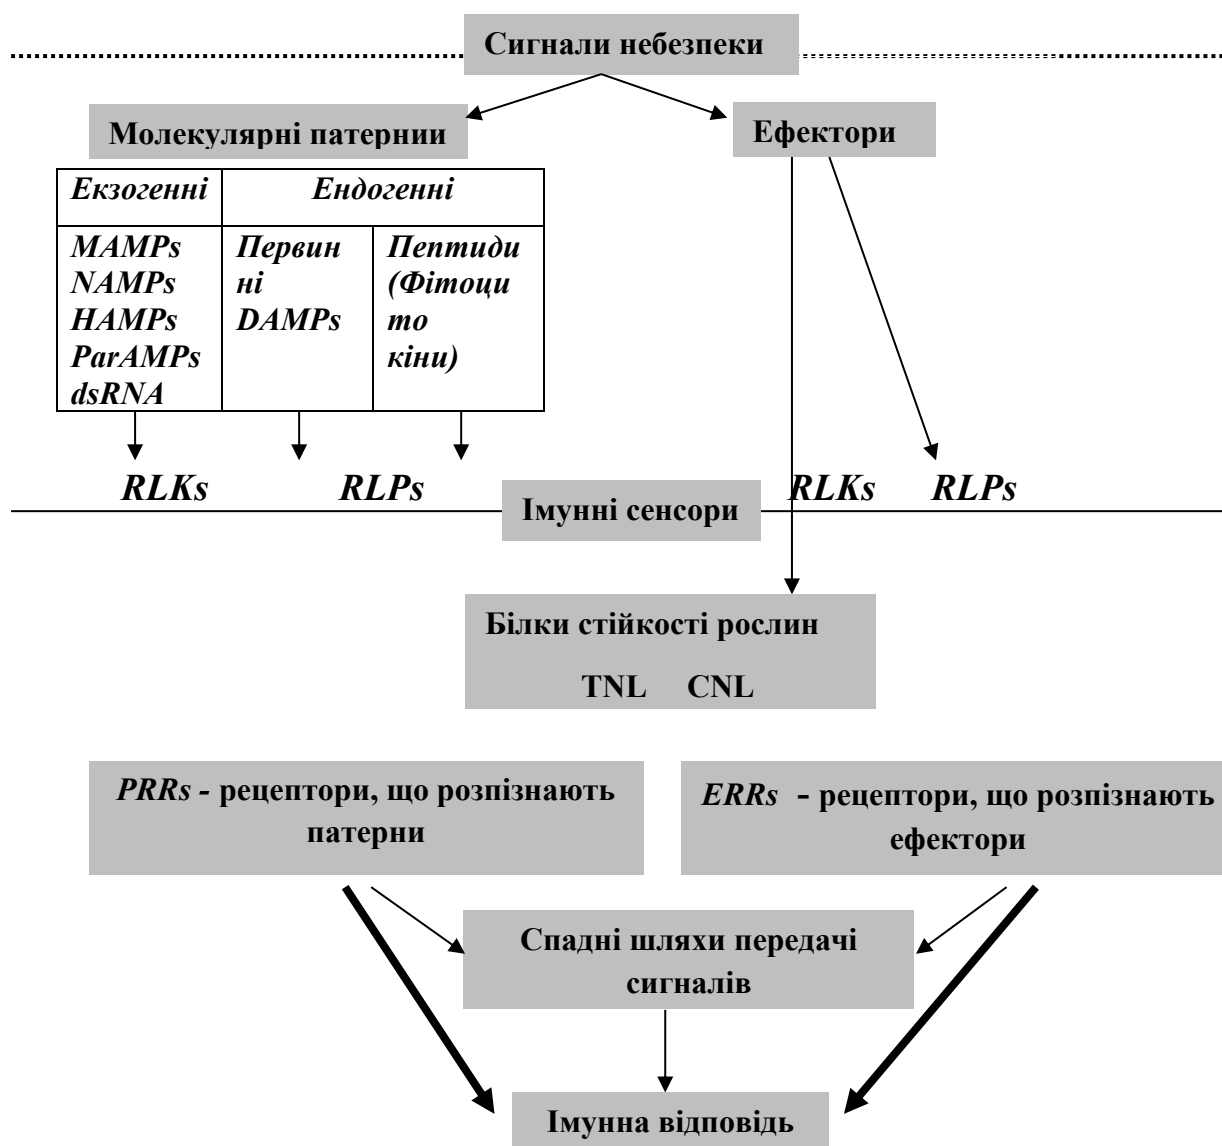 Сигнали небезпеки
Молекулярні патернии
Ефектори
Екзогенні
Ендогенні
MAMPs
NAMPs
HAMPs
ParAMPs
dsRNA
Первин
ні
DAMPs
Пептиди
(Фітоци
то
кіни)
RLKs RLPs
RLKs RLPs
Імунні сенсори
Білки стійкості рослин
TNL CNL
PRRs - рецептори, що розпізнають
патерни
ERRs - рецептори, що розпізнають
ефектори
Спадні шляхи передачі
сигналів
Імунна відповідь